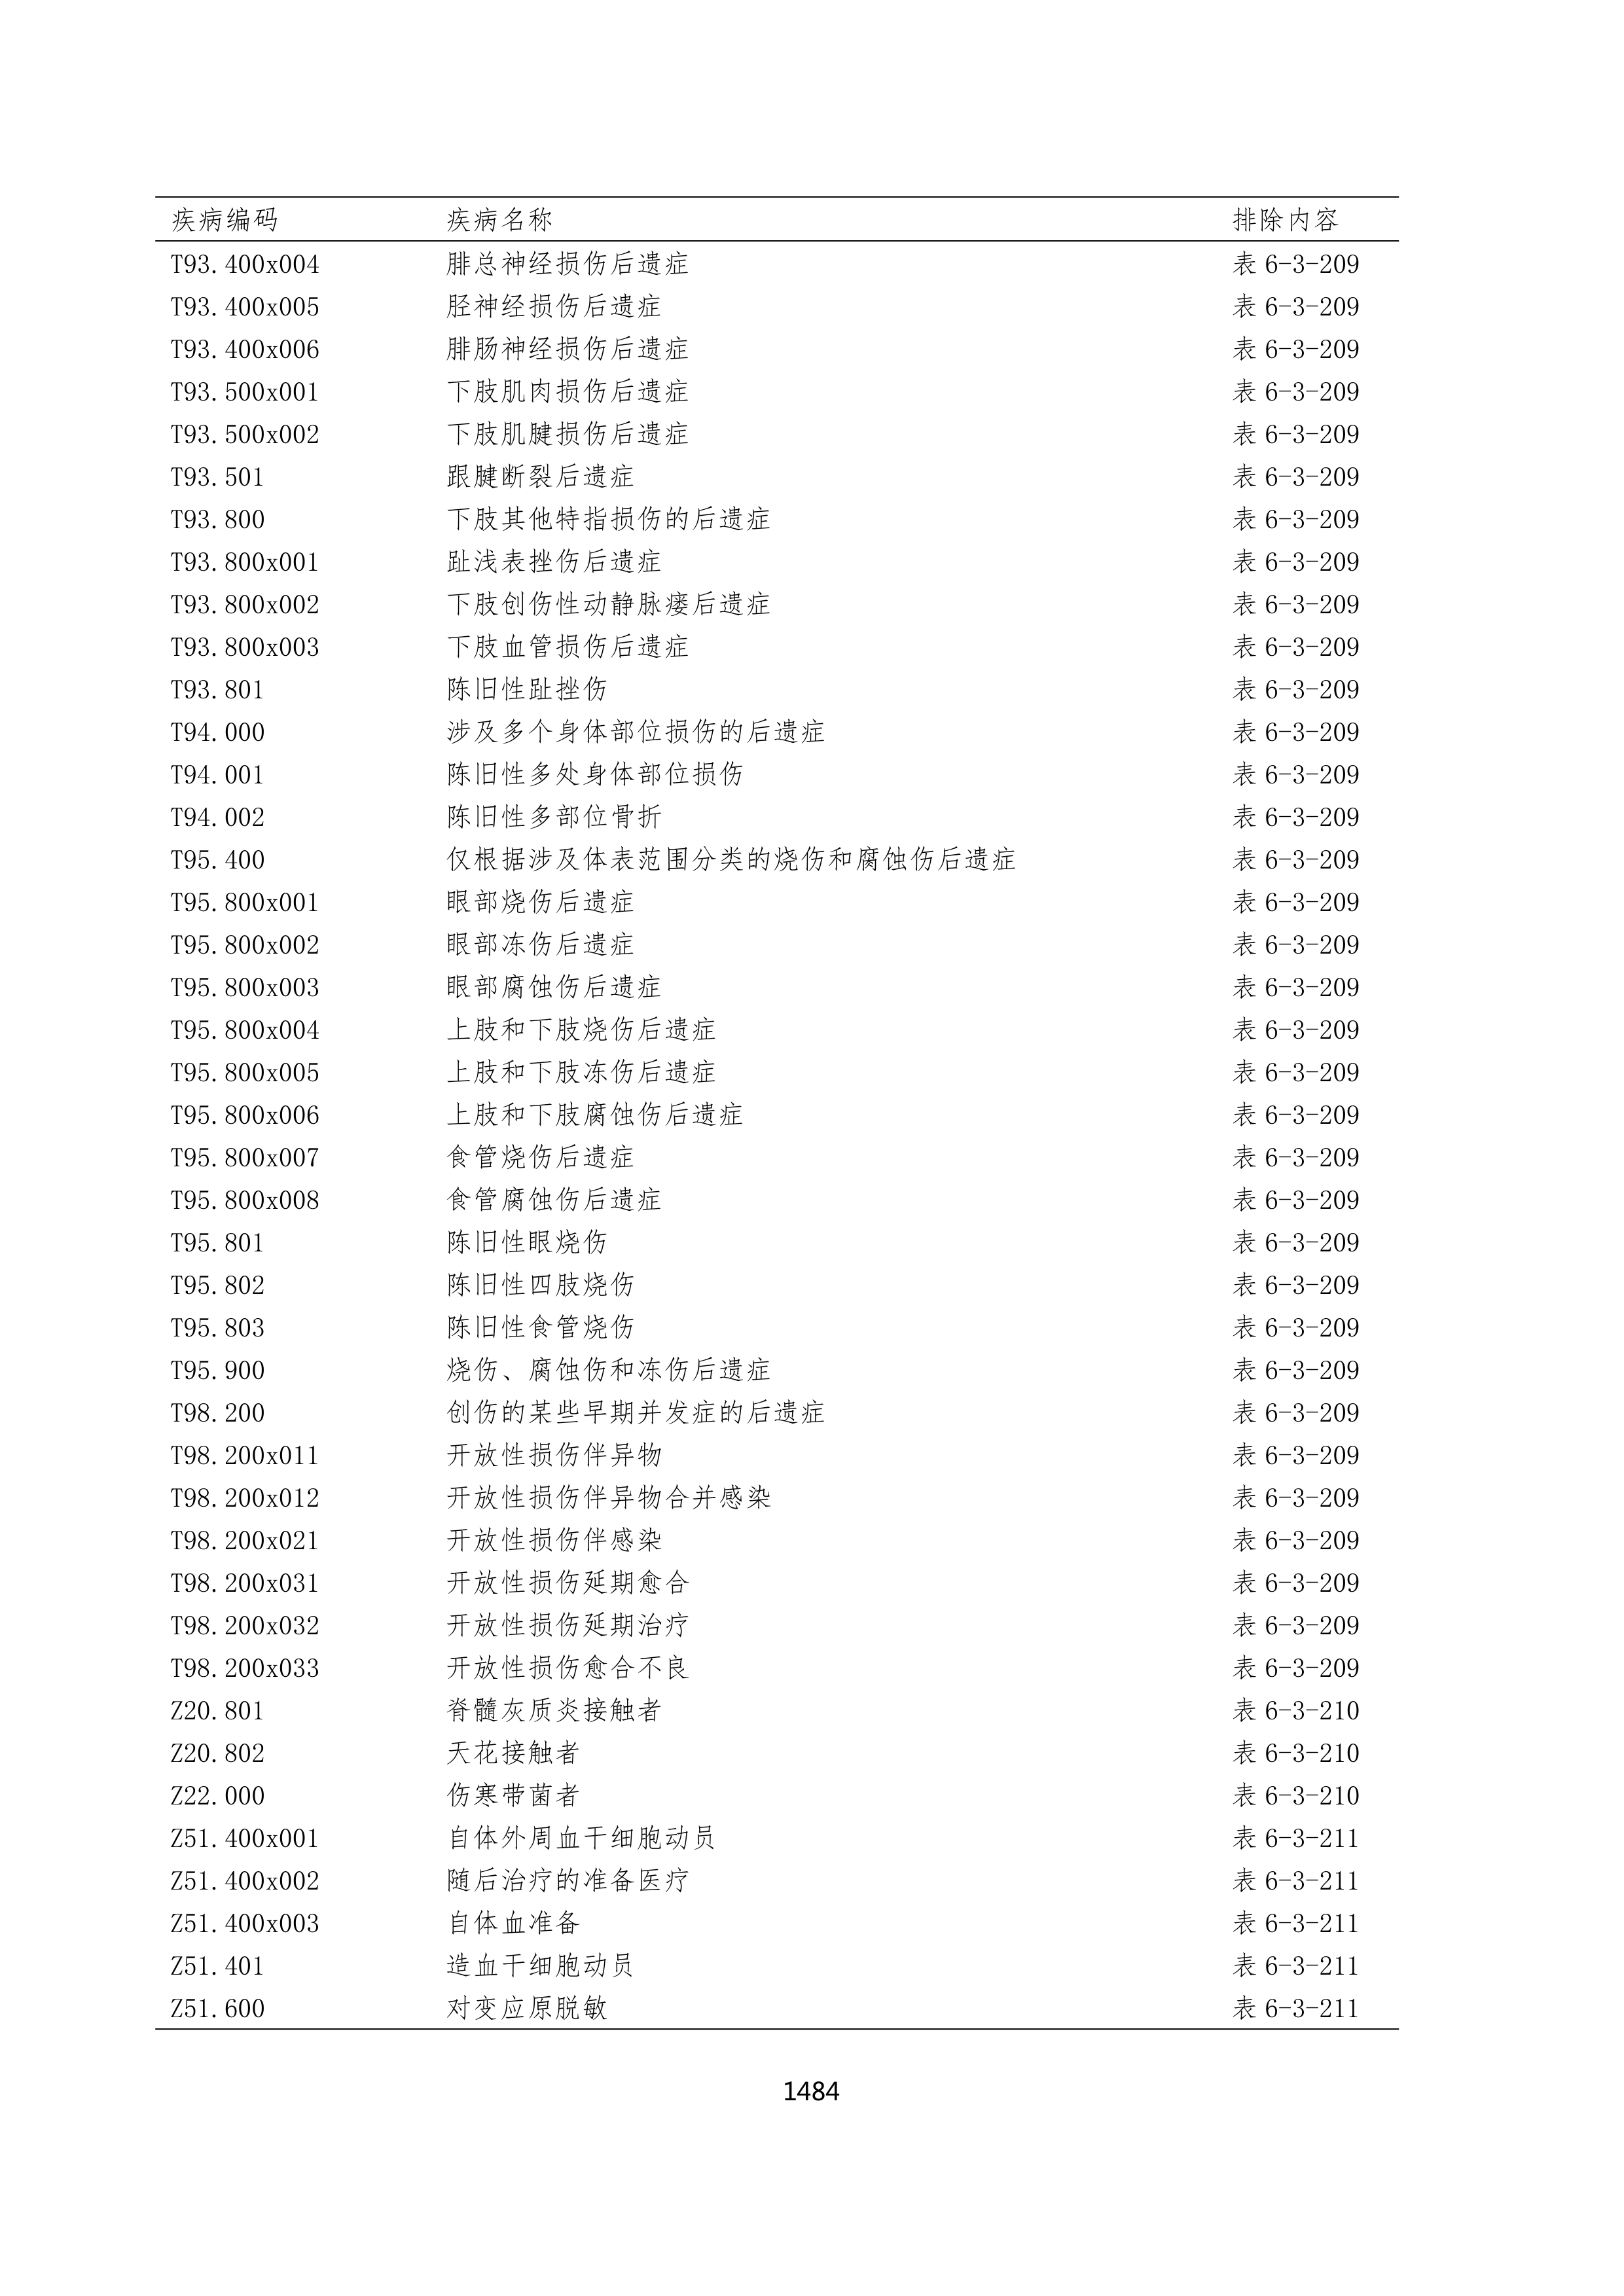 疾病编码 疾病名称 排除内容
T93.400x004 腓总神经损伤后遗症 表 6-3-209
T93.400x005 胫神经损伤后遗症 表 6-3-209
T93.400x006 腓肠神经损伤后遗症 表 6-3-209
T93.500x001 下肢肌肉损伤后遗症 表 6-3-209
T93.500x002 下肢肌腱损伤后遗症 表 6-3-209
T93.501 跟腱断裂后遗症 表 6-3-209
T93.800 下肢其他特指损伤的后遗症 表 6-3-209
T93.800x001 趾浅表挫伤后遗症 表 6-3-209
T93.800x002 下肢创伤性动静脉瘘后遗症 表 6-3-209
T93.800x003 下肢血管损伤后遗症 表 6-3-209
T93.801 陈旧性趾挫伤 表 6-3-209
T94.000 涉及多个身体部位损伤的后遗症 表 6-3-209
T94.001 陈旧性多处身体部位损伤 表 6-3-209
T94.002 陈旧性多部位骨折 表 6-3-209
T95.400 仅根据涉及体表范围分类的烧伤和腐蚀伤后遗症 表 6-3-209
T95.800x001 眼部烧伤后遗症 表 6-3-209
T95.800x002 眼部冻伤后遗症 表 6-3-209
T95.800x003 眼部腐蚀伤后遗症 表 6-3-209
T95.800x004 上肢和下肢烧伤后遗症 表 6-3-209
T95.800x005 上肢和下肢冻伤后遗症 表 6-3-209
T95.800x006 上肢和下肢腐蚀伤后遗症 表 6-3-209
T95.800x007 食管烧伤后遗症 表 6-3-209
T95.800x008 食管腐蚀伤后遗症 表 6-3-209
T95.801 陈旧性眼烧伤 表 6-3-209
T95.802 陈旧性四肢烧伤 表 6-3-209
T95.803 陈旧性食管烧伤 表 6-3-209
T95.900 烧伤、腐蚀伤和冻伤后遗症 表 6-3-209
T98.200 创伤的某些早期并发症的后遗症 表 6-3-209
T98.200x011 开放性损伤伴异物 表 6-3-209
T98.200x012 开放性损伤伴异物合并感染 表 6-3-209
T98.200x021 开放性损伤伴感染 表 6-3-209
T98.200x031 开放性损伤延期愈合 表 6-3-209
T98.200x032 开放性损伤延期治疗 表 6-3-209
T98.200x033 开放性损伤愈合不良 表 6-3-209
Z20.801 脊髓灰质炎接触者 表 6-3-210
Z20.802 天花接触者 表 6-3-210
Z22.000 伤寒带菌者 表 6-3-210
Z51.400x001 自体外周血干细胞动员 表 6-3-211
Z51.400x002 随后治疗的准备医疗 表 6-3-211
Z51.400x003 自体血准备 表 6-3-211
Z51.401 造血干细胞动员 表 6-3-211
Z51.600 对变应原脱敏 表 6-3-211
1484